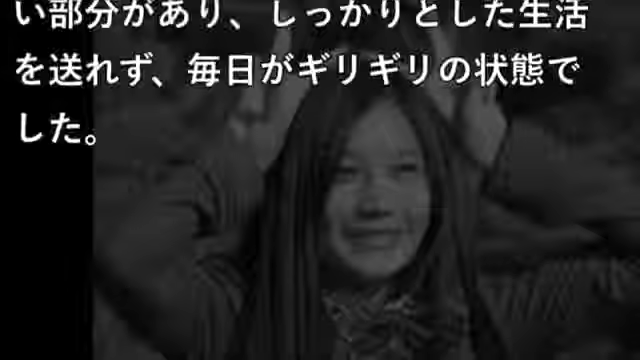 い部分があり、しっかりとした生活
を送れず、毎日がギリギリの状態で
した。